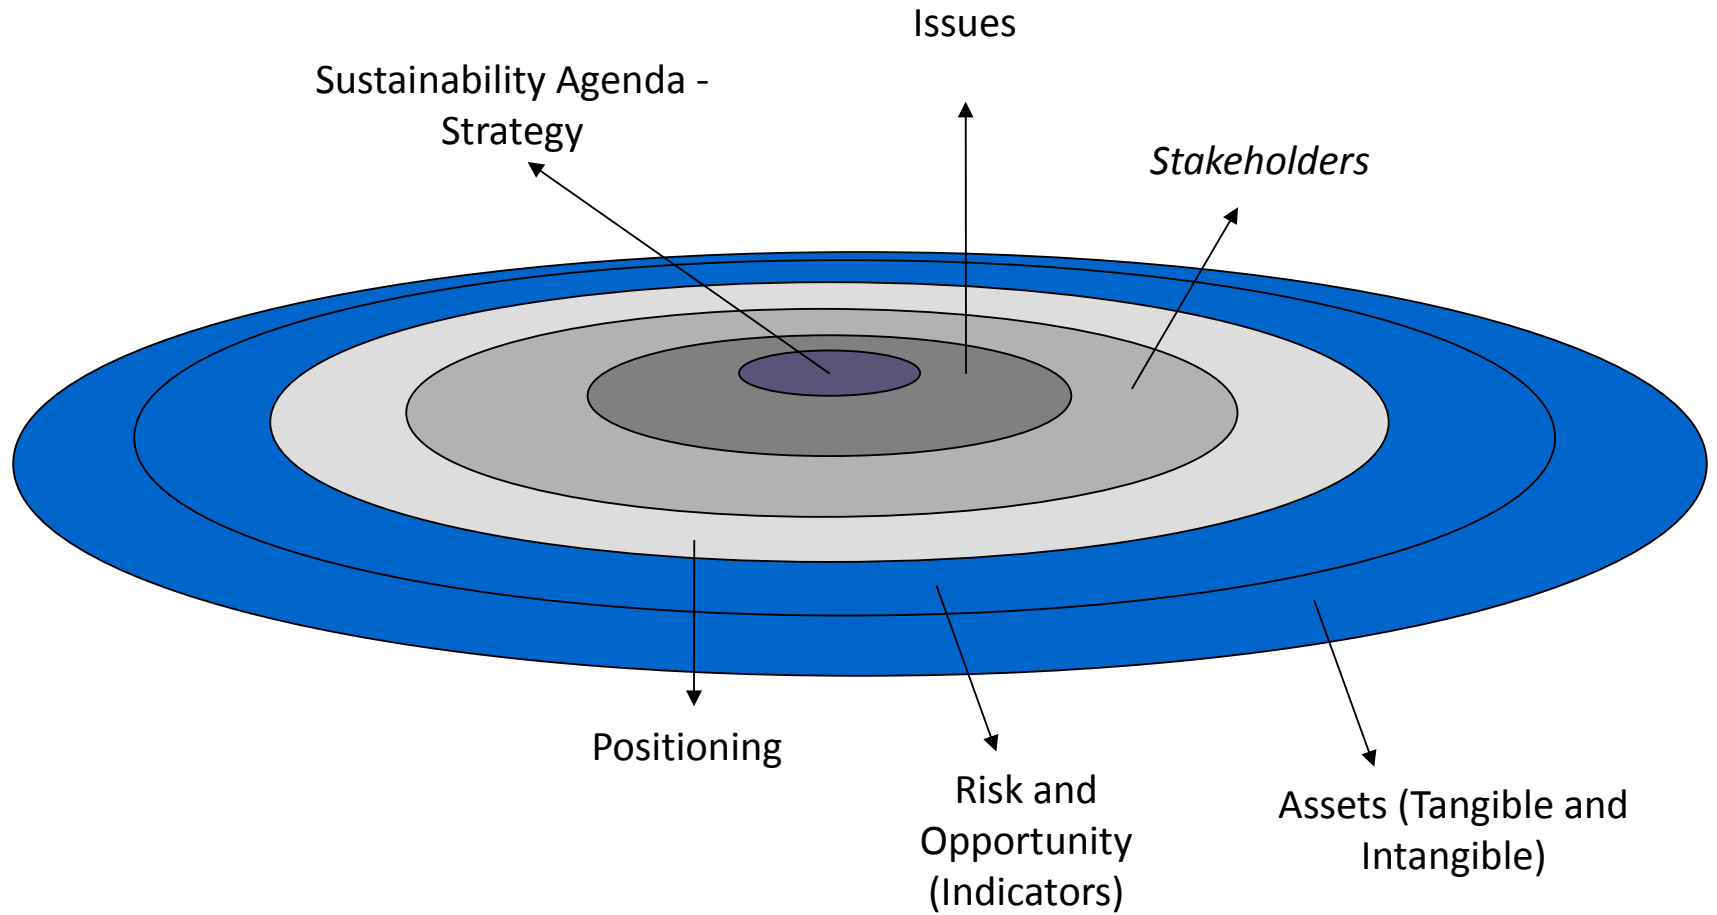 Issues
Sustainability Agenda -
Strategy
Stakeholders
Positioning
Risk and
Opportunity
(Indicators)
Assets (Tangible and
Intangible)